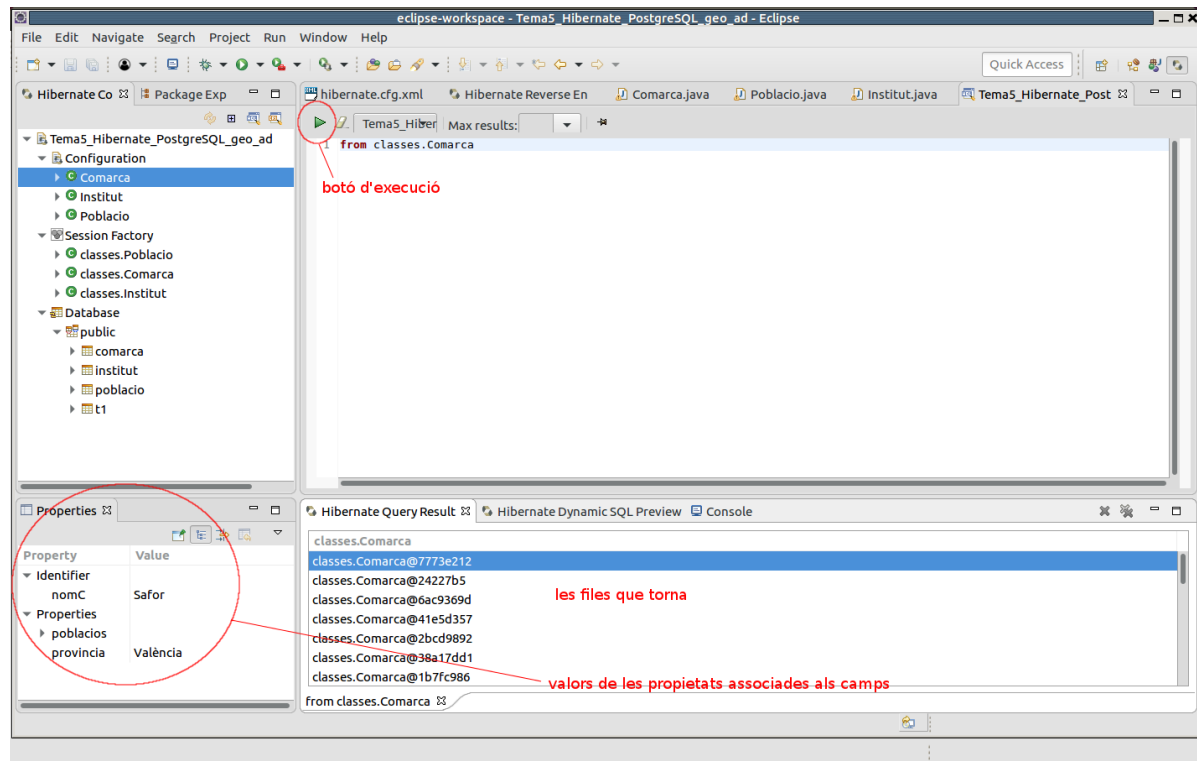 eclipse-workspace - Tema5_Hibernate_PostgreSQL_geo_ad - Eclipse
File Edit Navigate Search Project Run Window Help
Quick Access
Hibernate Co Package Exp
hibernate.cfg.xml Hibernate Reverse En Comarca.java Poblacio.java Institut.java Tema5_Hibernate_Post
Tema5_Hiber Max results:
Tema5_Hibernate_PostgreSQL_geo_ad
Configuration
Comarca
Institut
Poblacio
Session Factory
classes.Poblacio
classes.Comarca
classes.Institut
Database
public
comarca
institut
poblacio
t1
1 from classes.Comarca
botó d'execució
Properties
Property Value
Identifier
nomC Safor
Properties
poblacios
provincia València
Hibernate Query Result Hibernate Dynamic SQL Preview Console
classes.Comarca
classes.Comarca@7773e212
classes.Comarca@24227b5
classes.Comarca@6ac9369d
classes.Comarca@41e5d357
classes.Comarca@2bcd9892
classes.Comarca@38a17dd1
classes.Comarca@1b7fc986
les files que torna
valors de les propietats associades als camps
from classes.Comarca